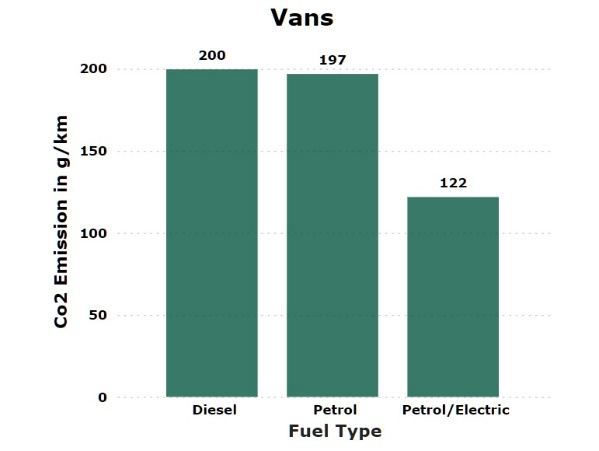 Vans
200
197
122
200
150
100
50
0
Co2 Emission in g/km
Diesel
Petrol
Petrol/Electric
Fuel Type